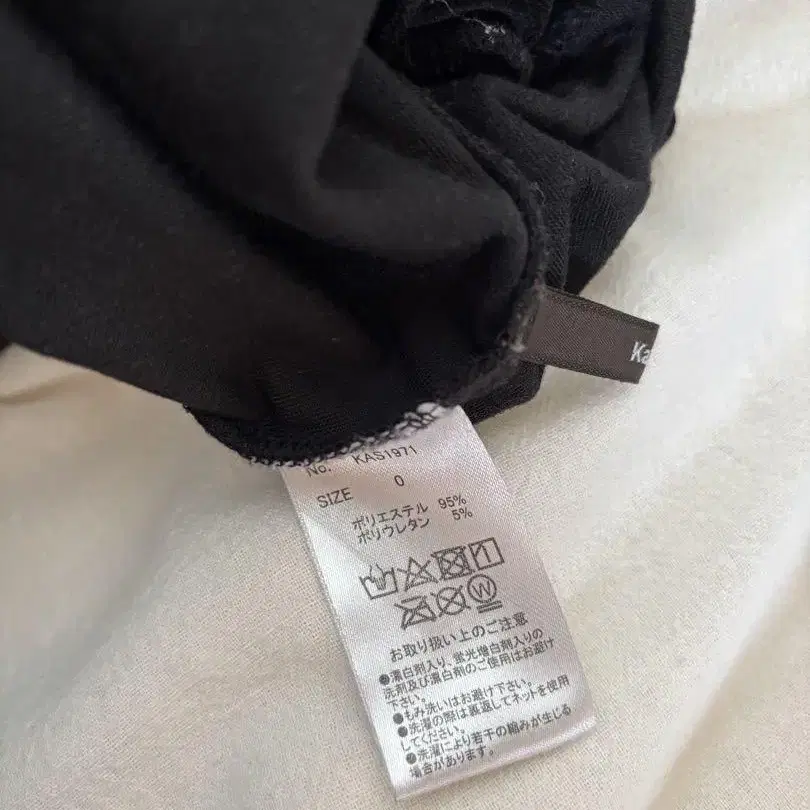 Ka
No. KAS1971
SIZE 0
ポリエステル 95%
ポリウレタン 5%
W
お取り扱い上のご注意
●漂白剤入り、蛍光増白剤入りの
洗剤及び漂白剤のご使用はお避け
下さい。
●もみ洗いはお避け下さい。
●洗濯の際は裏返してネットを使用
してください。
●洗濯により若干の縮みが生じる
場合があります。